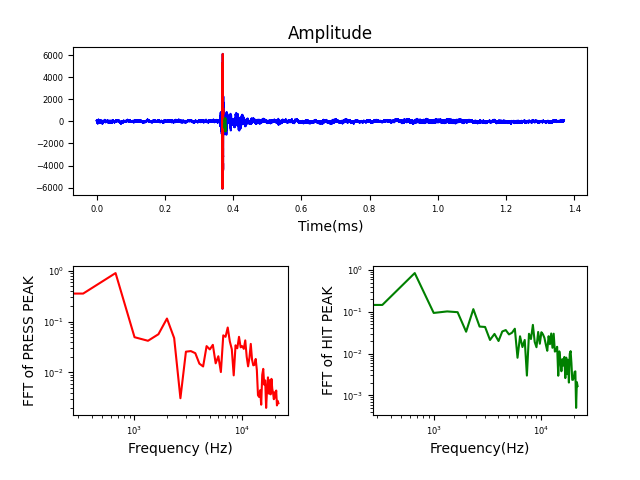 Amplitude
6000
4000
2000
0
−2000
−4000
−6000
0.0 0.2 0.4 0.6 0.8 1.0 1.2 1.4
Time(ms)
FFT of PRESS PEAK
10⁰
10⁻¹
10⁻²
10³ 10⁴
Frequency (Hz)
FFT of HIT PEAK
10⁰
10⁻¹
10⁻²
10⁻³
10³ 10⁴
Frequency(Hz)